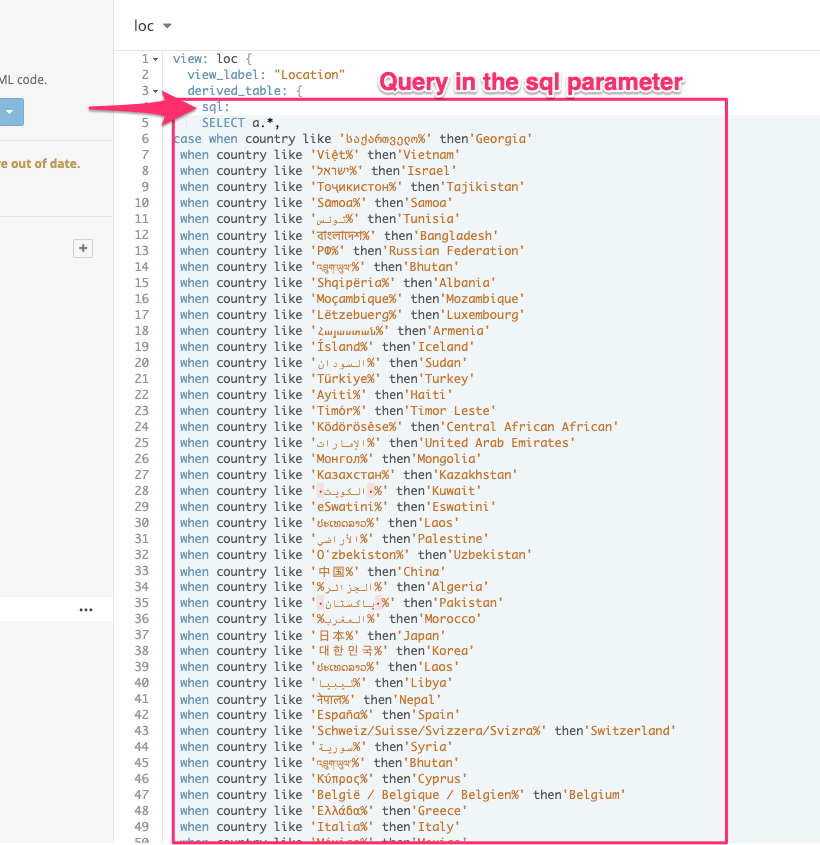 loc
1 view: loc {
ML code.
2 view_label: "Location"
Query in the sql parameter
3 derived_table: {
sql:
5 SELECT a.*,
6 case when country like 'საქართველო%' then'Georgia'
7 when country like 'Việt%' then'Vietnam'
e out of date.
8 when country like 'ישראל%' then'Israel'
9 when country like 'Тоҷикистон%' then'Tajikistan'
10 when country like 'Sāmoa%' then'Samoa'
11 when country like 'تونس%' then'Tunisia'
12 when country like 'বাংলাদেশ%' then'Bangladesh'
13 when country like 'РФ%' then'Russian Federation'
14 when country like 'འབྲུག་ཡུལ%' then'Bhutan'
15 when country like 'Shqipëria%' then'Albania'
16 when country like 'Moçambique%' then'Mozambique'
17 when country like 'Lëtzebuerg%' then'Luxembourg'
18 when country like 'Հայաստան%' then'Armenia'
19 when country like 'Ísland%' then'Iceland'
20 when country like 'السودان%' then'Sudan'
21 when country like 'Türkiye%' then'Turkey'
22 when country like 'Ayiti%' then'Haiti'
23 when country like 'Timór%' then'Timor Leste'
24 when country like 'Ködörösêse%' then'Central African African'
25 when country like 'الإمارات%' then'United Arab Emirates'
26 when country like 'Монгол%' then'Mongolia'
27 when country like 'Казахстан%' then'Kazakhstan'
28 when country like '·الكويت·%' then'Kuwait'
29 when country like 'eSwatini%' then'Eswatini'
30 when country like 'ປະເທດລາວ%' then'Laos'
31 when country like 'الأراضي%' then'Palestine'
32 when country like 'Oʻzbekiston%' then'Uzbekistan'
33 when country like '中国%' then'China'
34 when country like '%الجزائر%' then'Algeria'
35 when country like '·پاکستان·%' then'Pakistan'
36 when country like '%المغرب%' then'Morocco'
37 when country like '日本%' then'Japan'
38 when country like '대한민국%' then'Korea'
39 when country like 'ປະເທດລາວ%' then'Laos'
40 when country like 'ليبيا%' then'Libya'
41 when country like 'नेपाल%' then'Nepal'
42 when country like 'España%' then'Spain'
43 when country like 'Schweiz/Suisse/Svizzera/Svizra%' then'Switzerland'
44 when country like 'سورية%' then'Syria'
45 when country like 'འབྲུག་ཡུལ%' then'Bhutan'
46 when country like 'Κύπρος%' then'Cyprus'
47 when country like 'België / Belgique / Belgien%' then'Belgium'
48 when country like 'Ελλάδα%' then'Greece'
49 when country like 'Italia%' then'Italy'
50 when country like 'México%' then'Mexico'